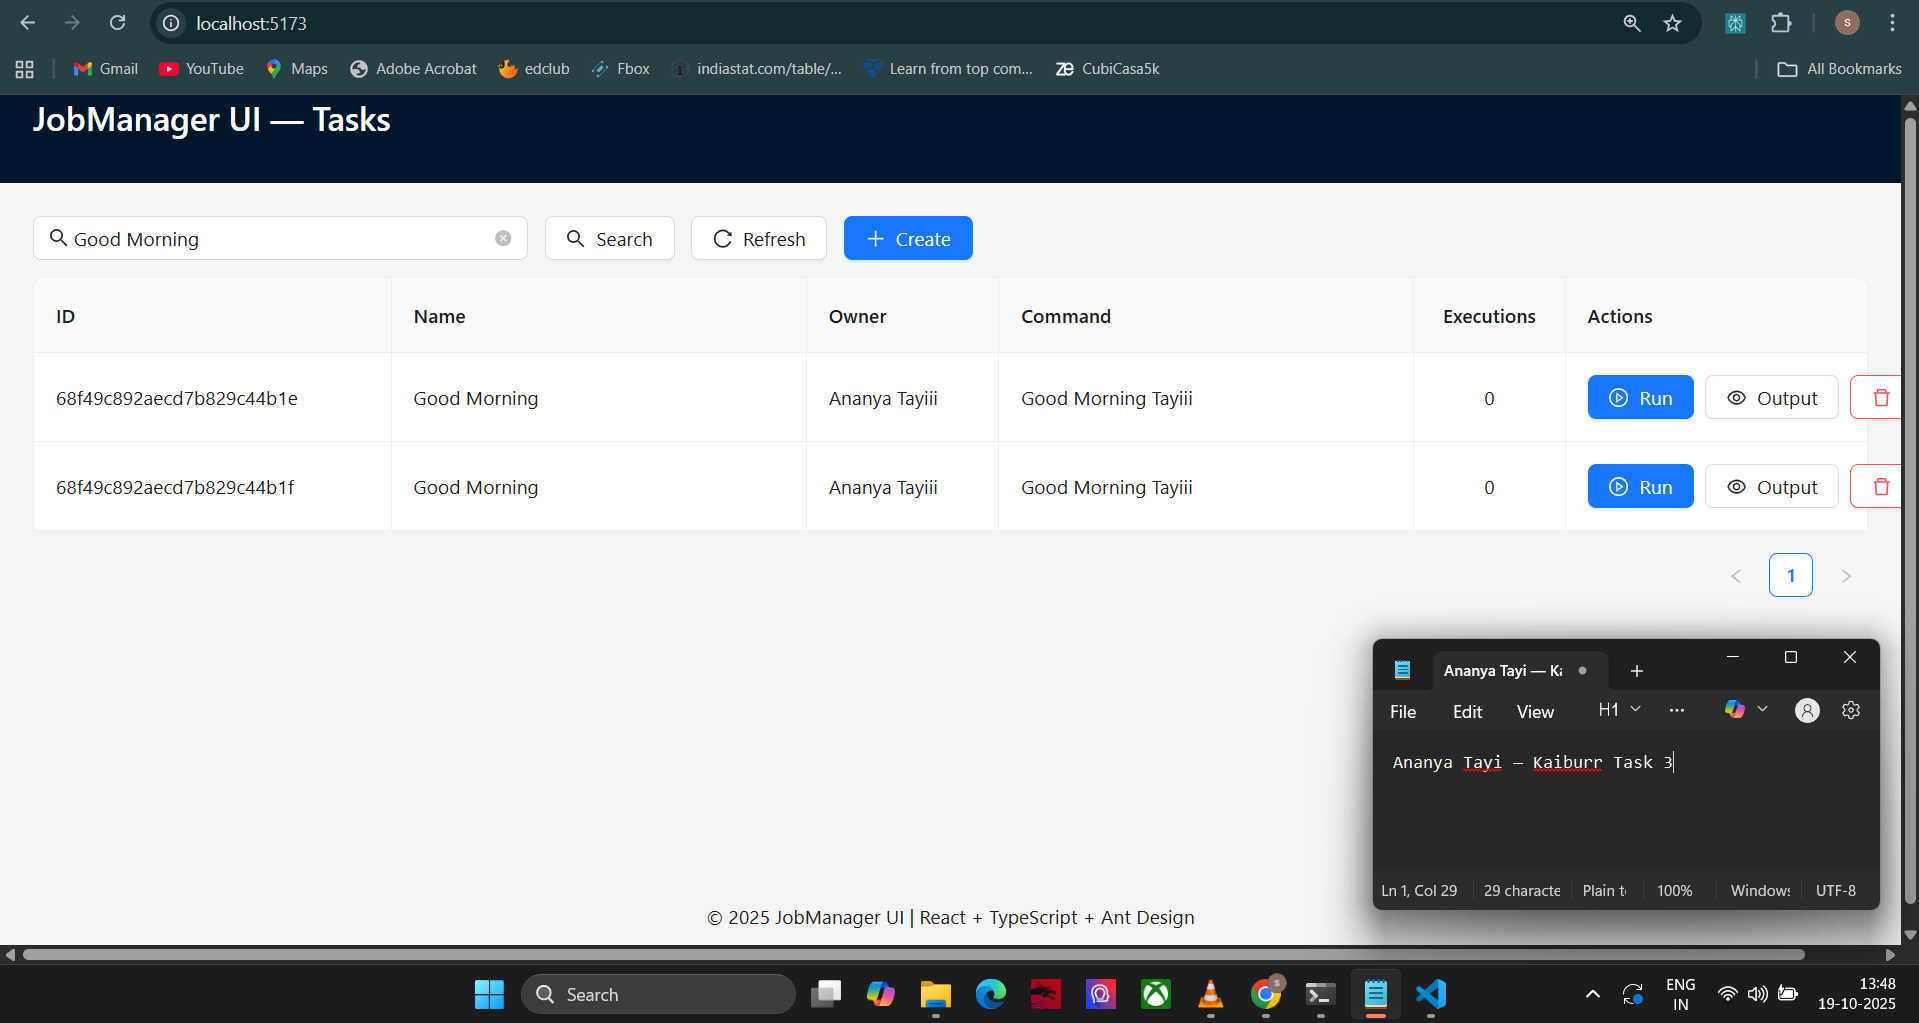 localhost:5173
S
Gmail YouTube Maps Adobe Acrobat edclub Fbox indiastat.com/table/... Learn from top com... CubiCasa5k All Bookmarks
JobManager UI — Tasks
Good Morning Search Refresh Create
ID Name Owner Command Executions Actions
68f49c892aecd7b829c44b1e Good Morning Ananya Tayiii Good Morning Tayiii 0 Run Output
68f49c892aecd7b829c44b1f Good Morning Ananya Tayiii Good Morning Tayiii 0 Run Output
< 1 >
Ananya Tayi — Ka
File Edit View H1 ...
Ananya Tayi – Kaiburr Task 3
Ln 1, Col 29 29 characte Plain t Windows 100% UTF-8
© 2025 JobManager UI | React + TypeScript + Ant Design
Search
ENG
IN
13:48
19-10-2025